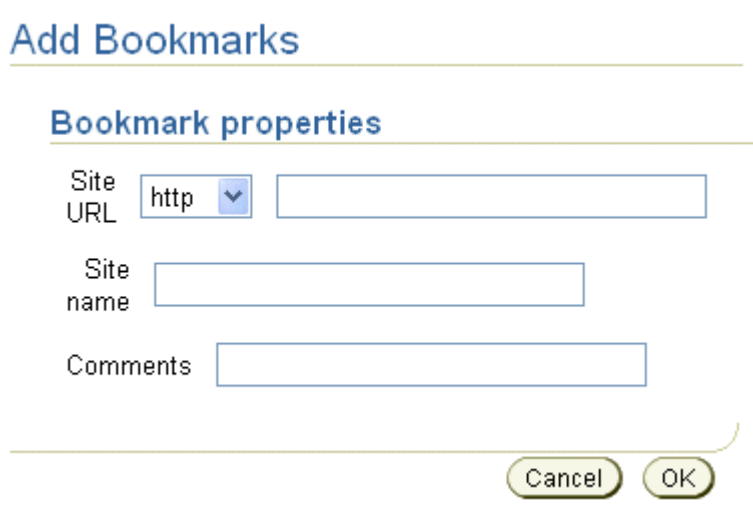 Add Bookmarks
Bookmark properties
Site
URL
http
Site
name
Comments
Cancel
OK